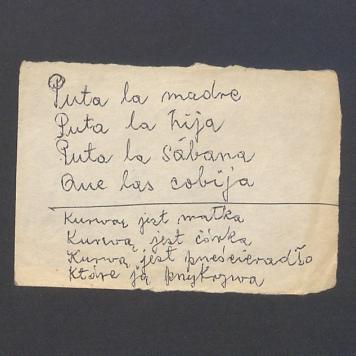 Puta la madre
Puta la hija
Puta la sábana
Que las cobija
Kurwą jest matka
Kurwą jest córka
Kurwą jest prześcieradło
Które ją przykrywa